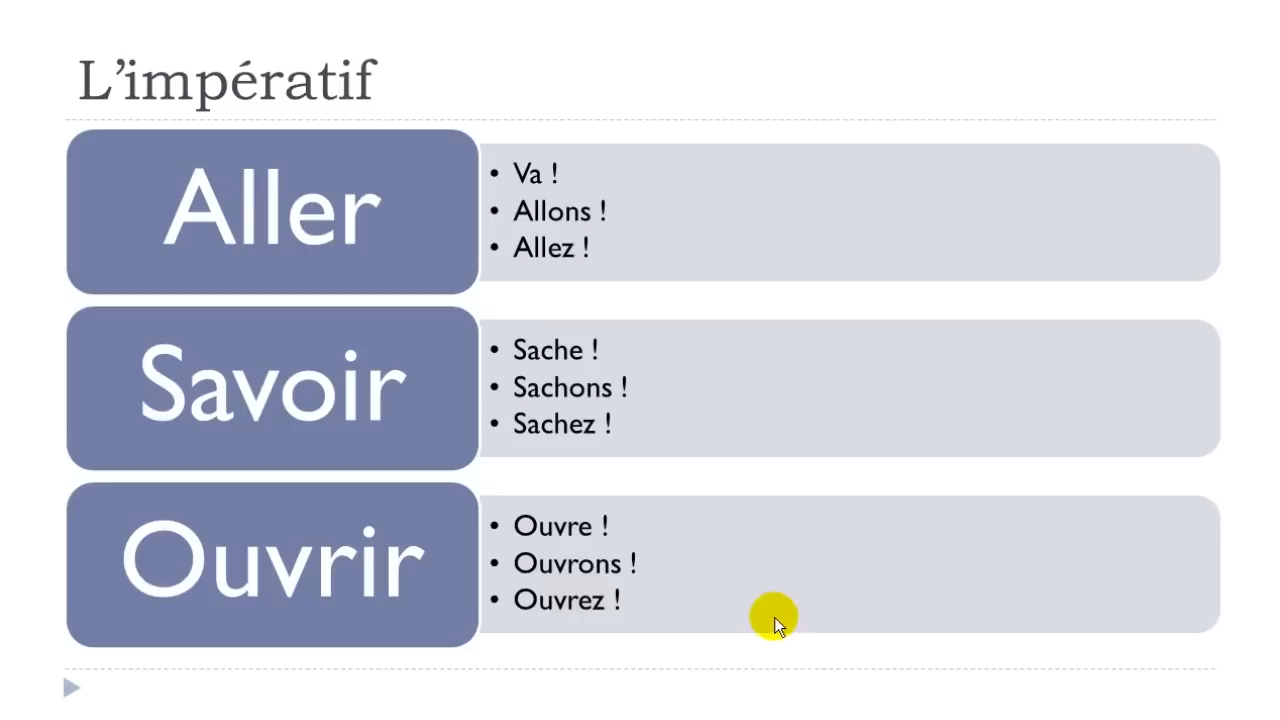 L’impératif
Aller
• Va !
• Allons !
• Allez !
Savoir
• Sache !
• Sachons !
• Sachez !
Ouvrir
• Ouvre !
• Ouvrons !
• Ouvrez !